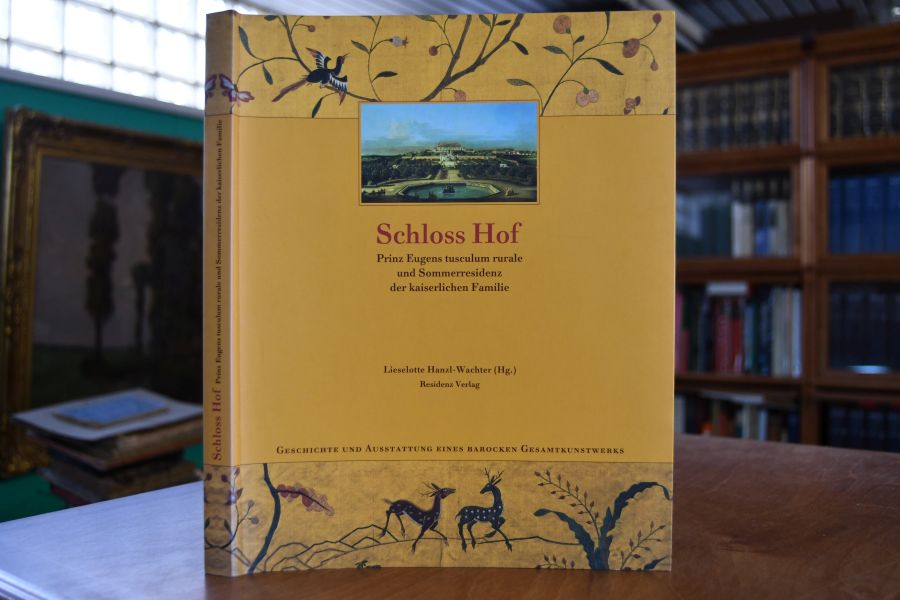 Schloss Hof
Prinz Eugens tusculum rurale
und Sommerresidenz
der kaiserlichen Familie
Lieselotte Hanzl-Wachter (Hg.)
Residenz Verlag
Geschichte und Ausstattung eines barocken Gesamtkunstwerks
Schloss Hof Prinz Eugens tusculum rurale und Sommerresidenz der kaiserlichen Familie